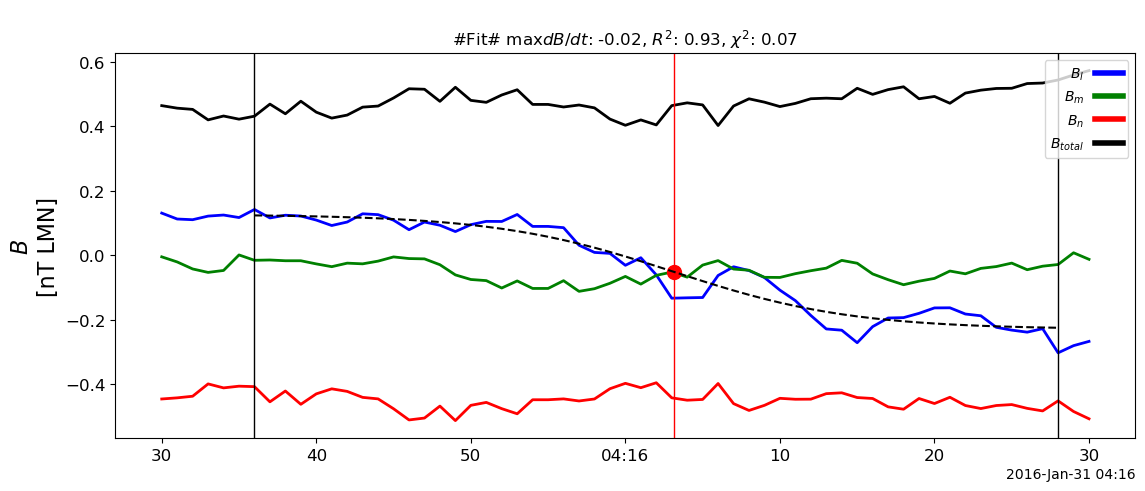 #Fit# maxdB/dt: -0.02, R²: 0.93, χ²: 0.07
B
[nT LMN]
0.6
0.4
0.2
0.0
−0.2
−0.4
B_l
B_m
B_n
B_total
30
40
50
04:16
10
20
30
2016-Jan-31 04:16